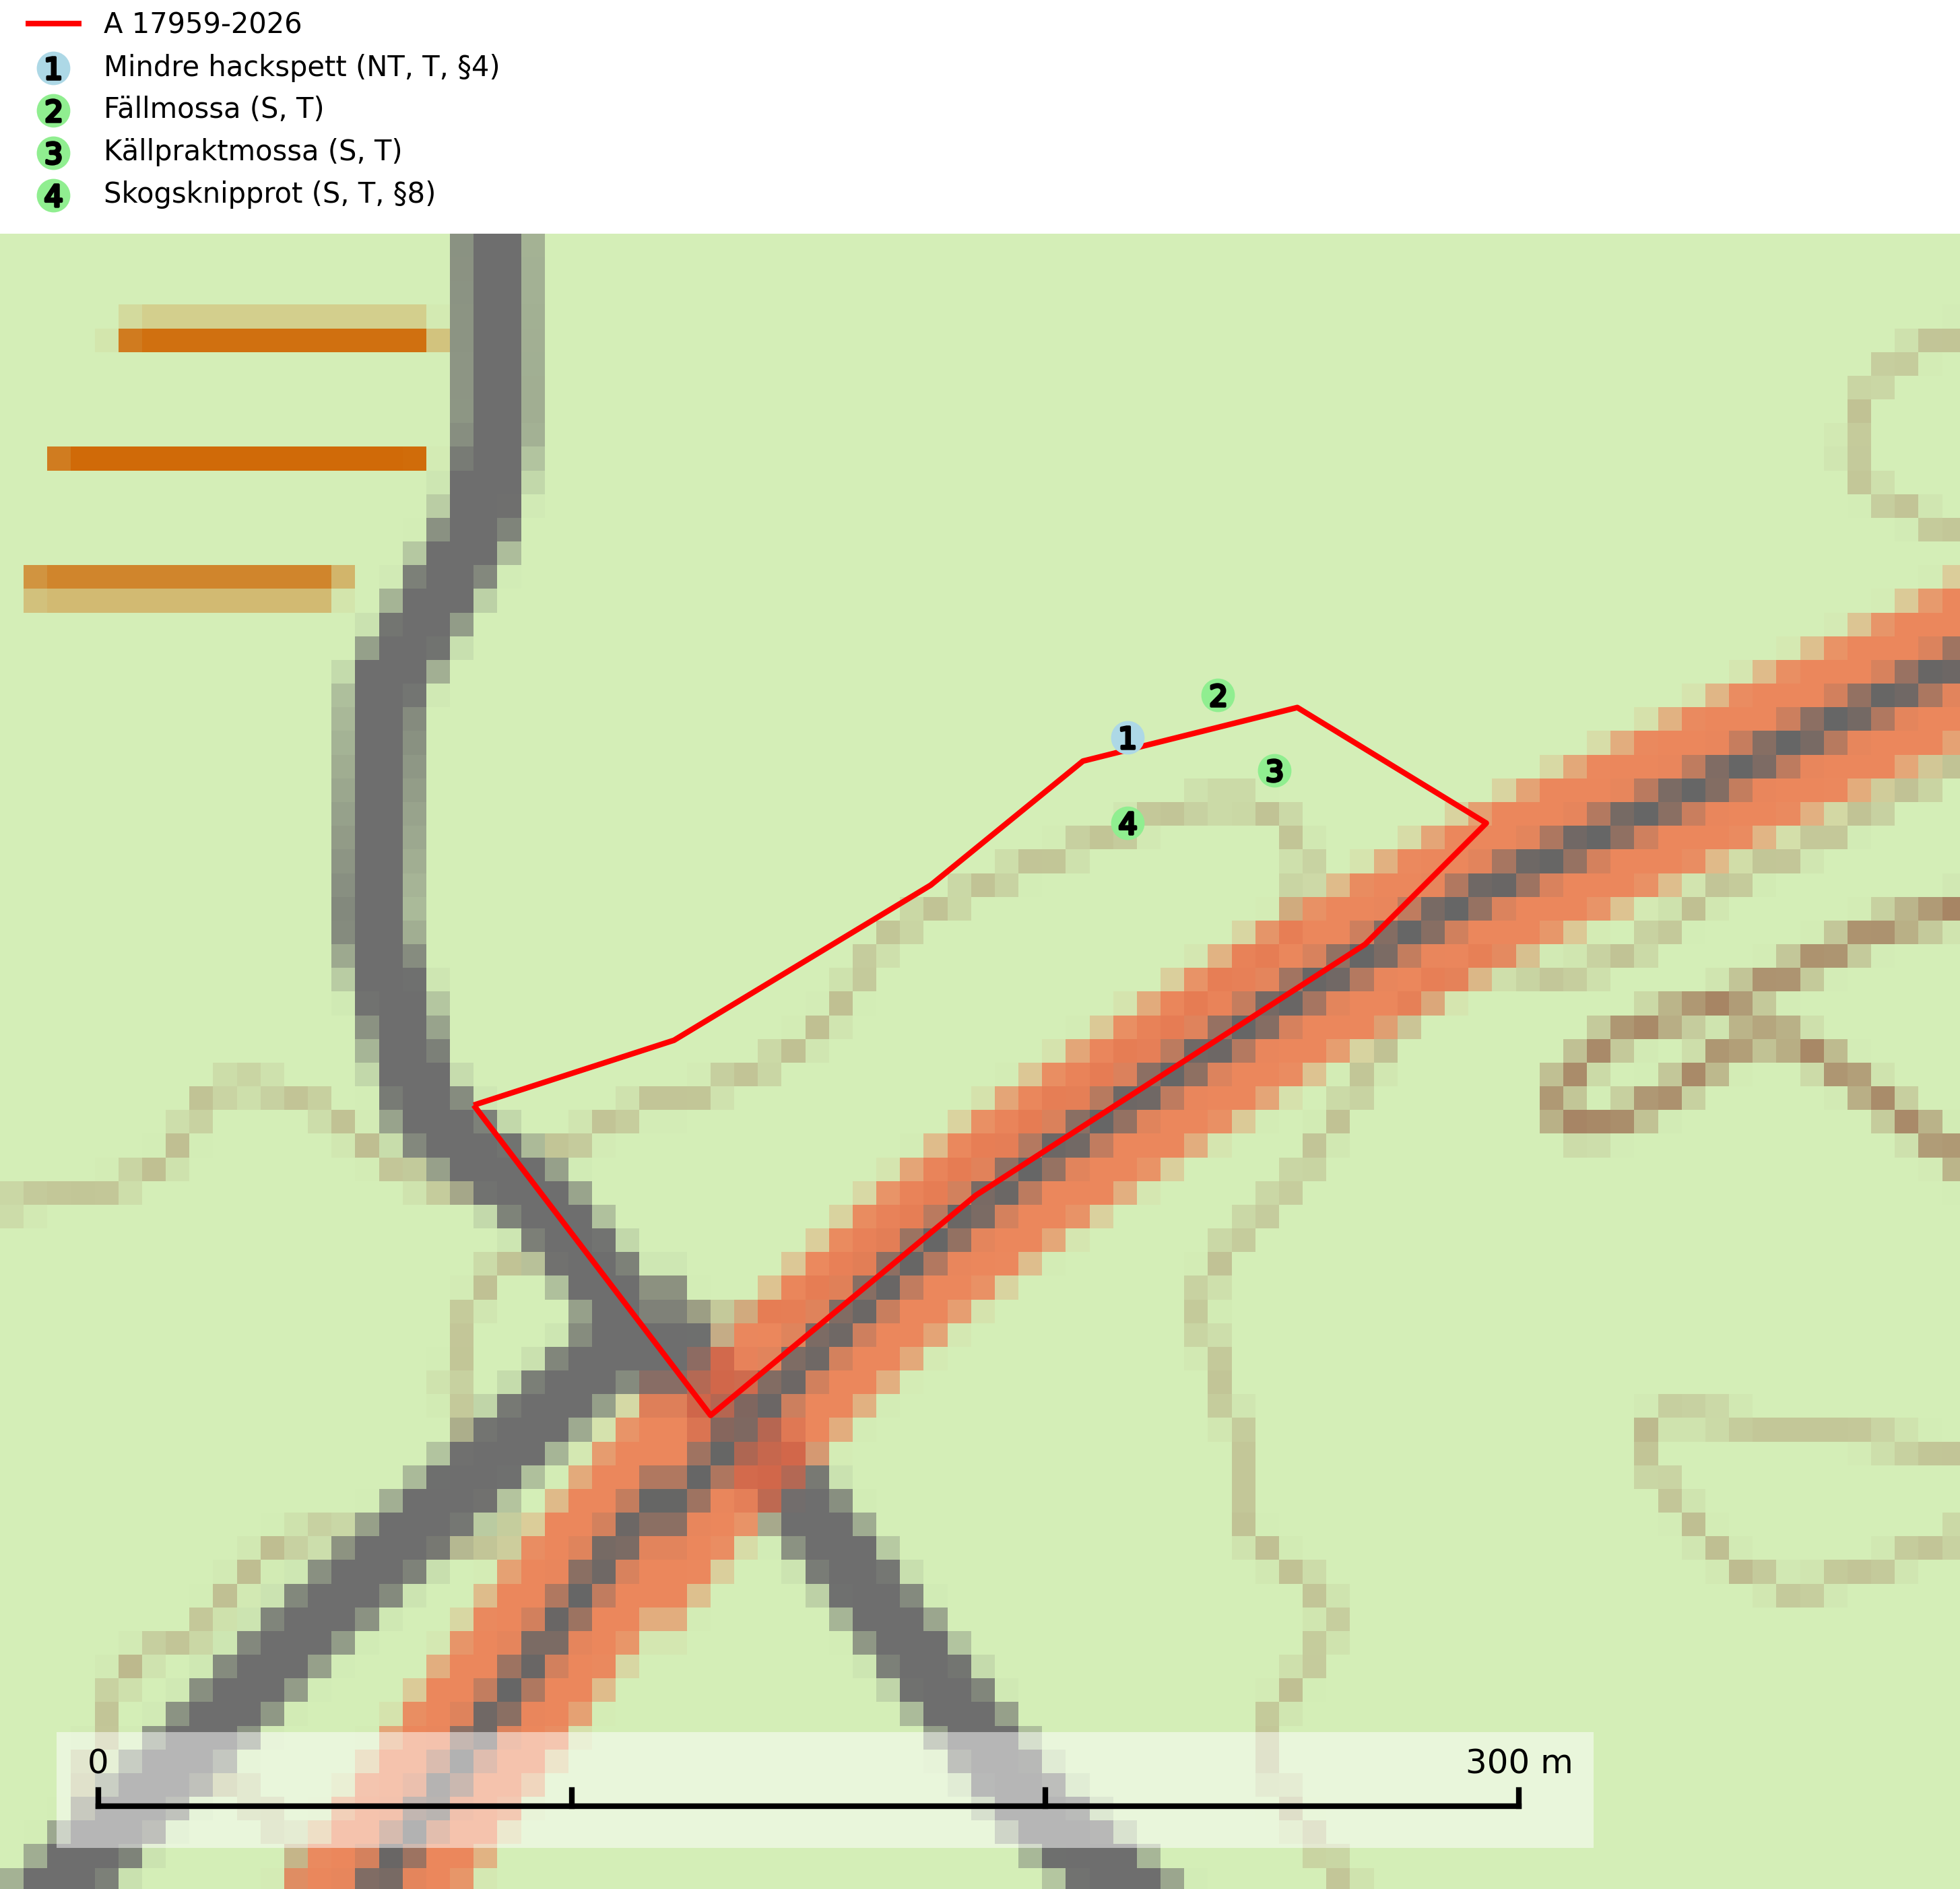 A 17959-2026
1 Mindre hackspett (NT, T, §4)
2 Fällmossa (S, T)
3 Källpraktmossa (S, T)
4 Skogsknipprot (S, T, §8)
2
1
3
4
0 300 m